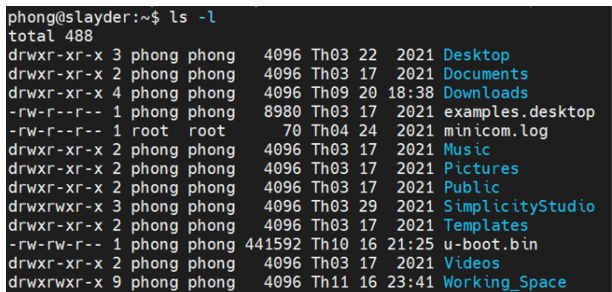 phong@slayder:~$ ls -l
total 488
drwxr-xr-x 3 phong phong   4096 Th03 22  2021 Desktop
drwxr-xr-x 2 phong phong   4096 Th03 17  2021 Documents
drwxr-xr-x 4 phong phong   4096 Th09 20 18:38 Downloads
-rw-r--r-- 1 phong phong   8980 Th03 17  2021 examples.desktop
-rw-r--r-- 1 root  root      70 Th04 24  2021 minicom.log
drwxr-xr-x 2 phong phong   4096 Th03 17  2021 Music
drwxr-xr-x 2 phong phong   4096 Th03 17  2021 Pictures
drwxr-xr-x 2 phong phong   4096 Th03 17  2021 Public
drwxrwxr-x 3 phong phong   4096 Th03 29  2021 SimplicityStudio
drwxr-xr-x 2 phong phong   4096 Th03 17  2021 Templates
-rw-rw-r-- 1 phong phong 441592 Th10 16 21:25 u-boot.bin
drwxr-xr-x 2 phong phong   4096 Th03 17  2021 Videos
drwxrwxr-x 9 phong phong   4096 Th11 16 23:41 Working_Space